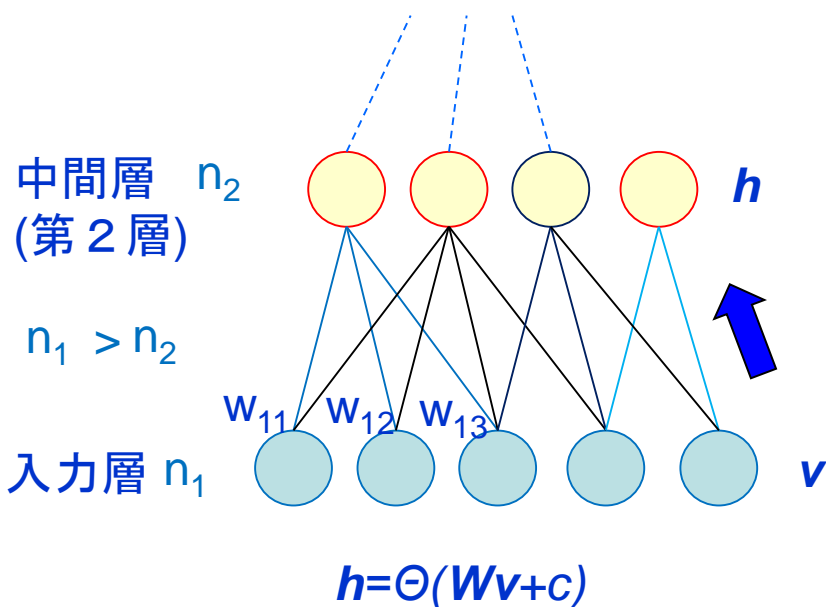 中間層 n₂
(第２層)
h
n₁ > n₂
w₁₁ w₁₂ w₁₃
入力層 n₁
v
h=Θ(Wv+c)